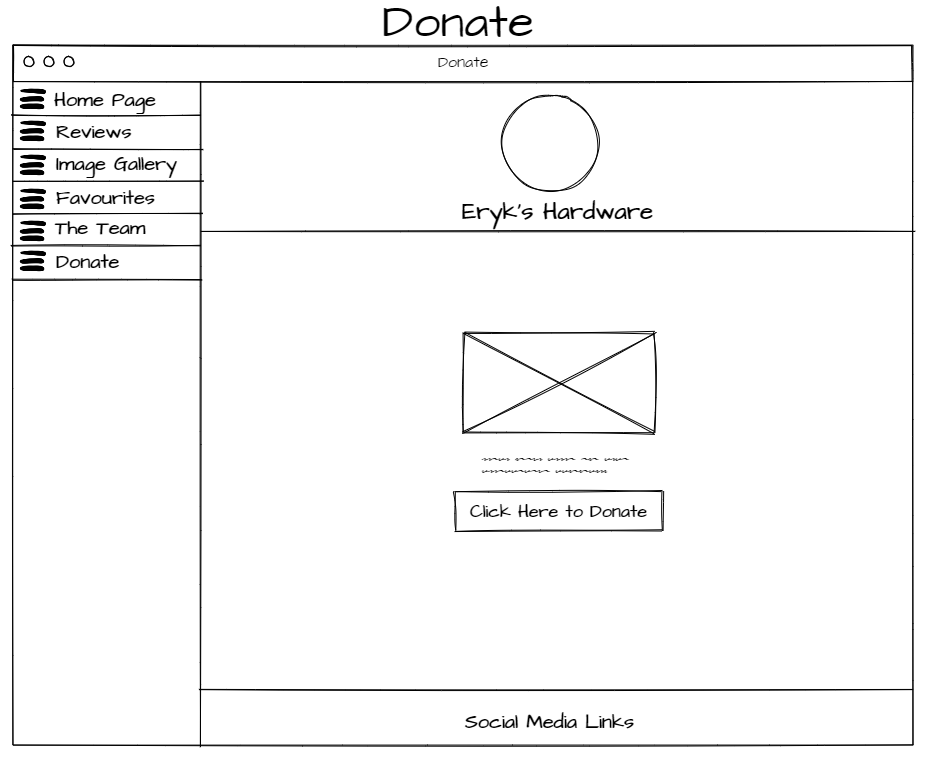 Donate
Donate
Home Page
Reviews
Image Gallery
Favourites
The Team
Donate
Eryk's Hardware
Click Here to Donate
Social Media Links